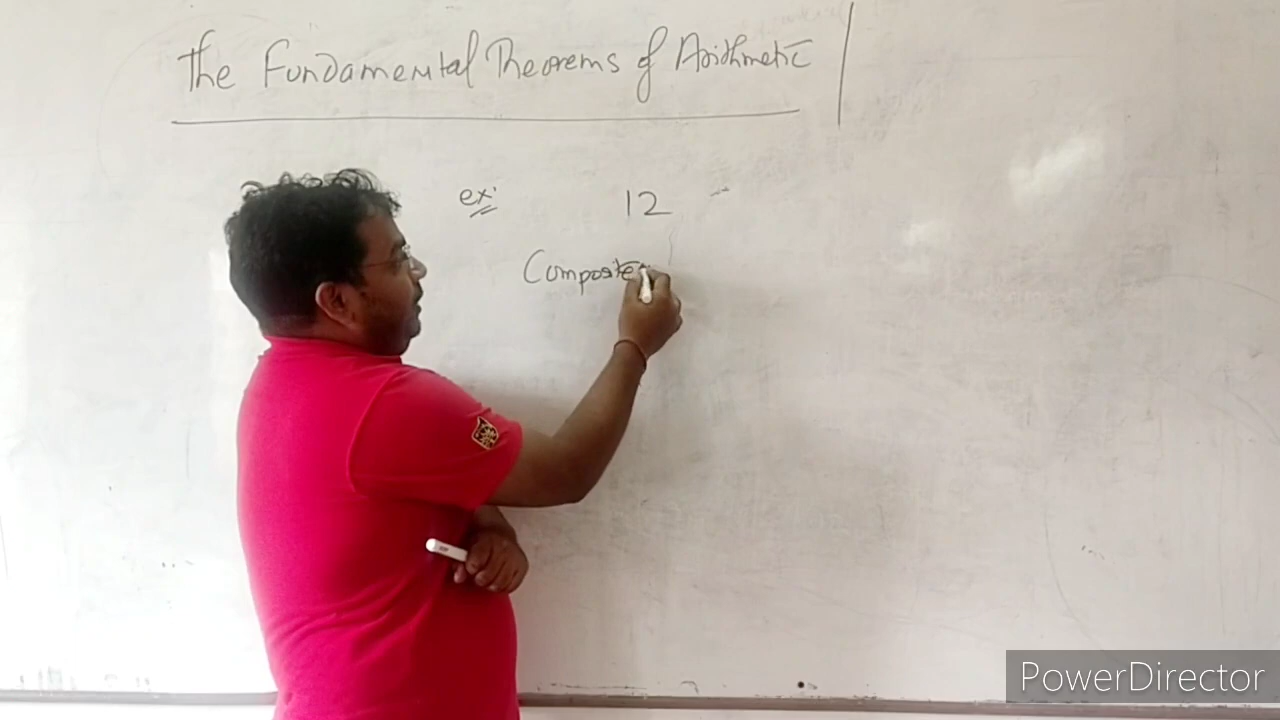 The Fundamental Theorems of Arithmetic
ex:
12
Composite
PowerDirector